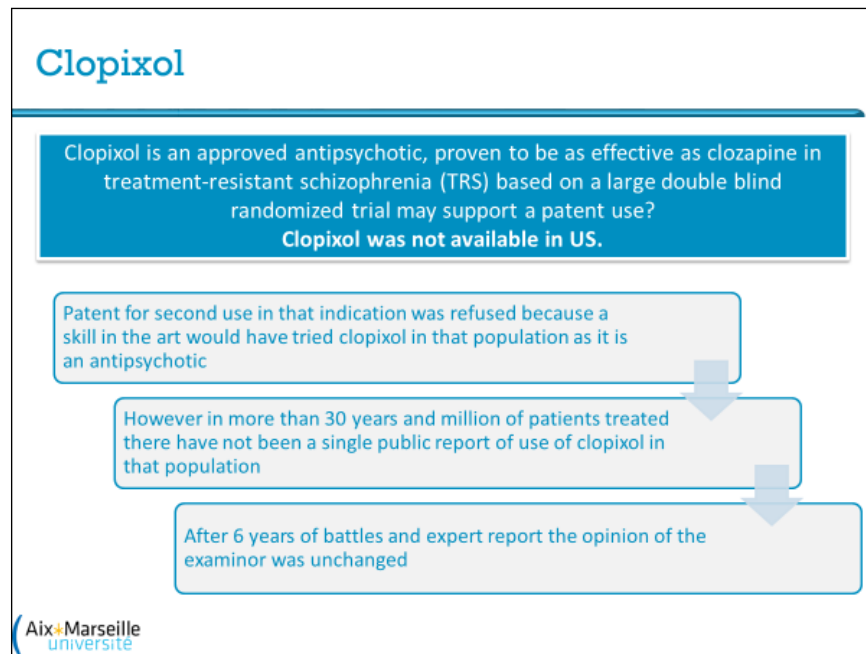 Clopixol
Clopixol is an approved antipsychotic, proven to be as effective as clozapine in
treatment-resistant schizophrenia (TRS) based on a large double blind
randomized trial may support a patent use?
Clopixol was not available in US.
Patent for second use in that indication was refused because a
skill in the art would have tried clopixol in that population as it is
an antipsychotic
However in more than 30 years and million of patients treated
there have not been a single public report of use of clopixol in
that population
After 6 years of battles and expert report the opinion of the
examinor was unchanged
Aix*Marseille
université